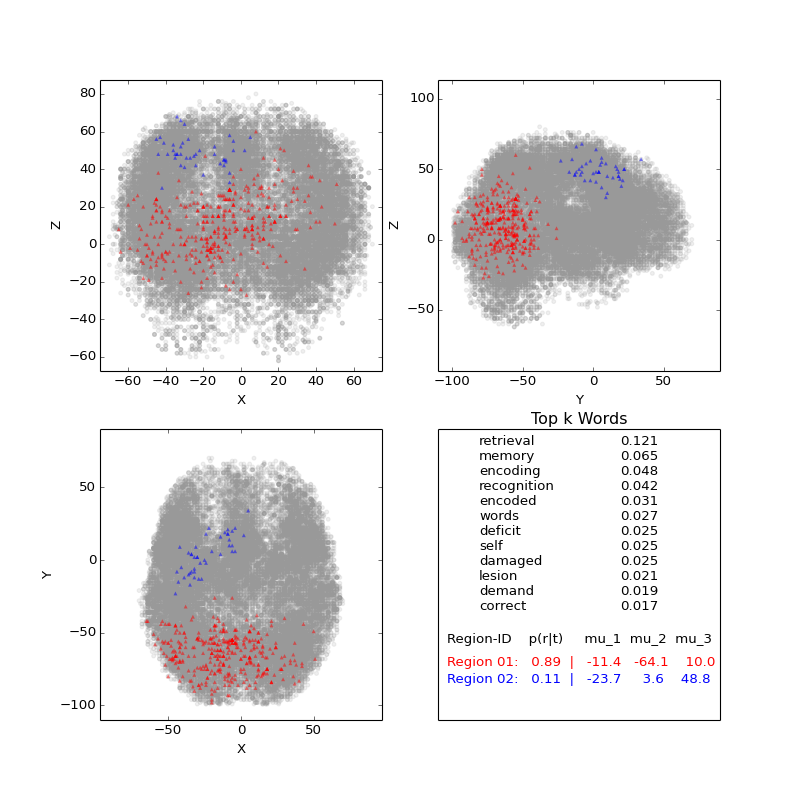 80
60
40
20
0
−20
−40
−60
Z
−60 −40 −20 0 20 40 60
X
100
50
0
−50
Z
−100 −50 0 50
Y
50
0
−50
−100
Y
−50 0 50
X
Top k Words
retrieval 0.121
memory 0.065
encoding 0.048
recognition 0.042
encoded 0.031
words 0.027
deficit 0.025
self 0.025
damaged 0.025
lesion 0.021
demand 0.019
correct 0.017
Region-ID p(r|t) mu_1 mu_2 mu_3
Region 01: 0.89 | -11.4 -64.1 10.0
Region 02: 0.11 | -23.7 3.6 48.8